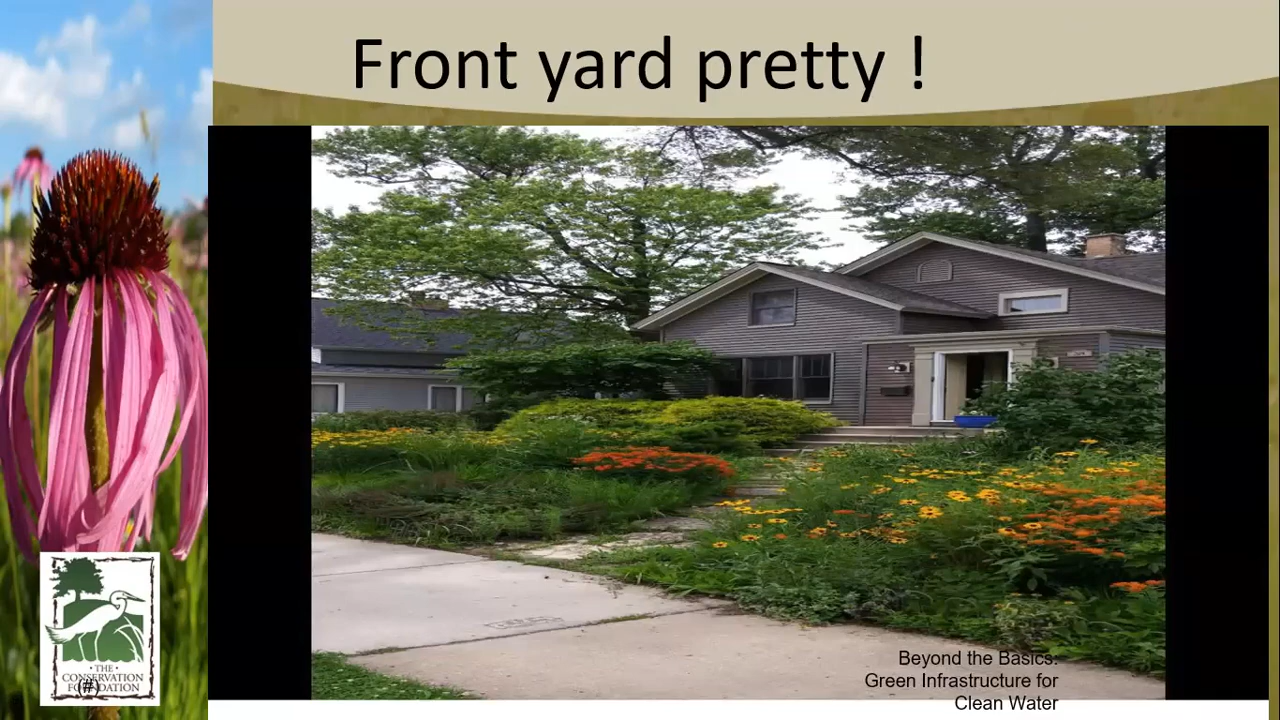 Front yard pretty !
Beyond the Basics:
Green Infrastructure for
Clean Water
· THE
CONSERVATION
FOUNDATION
(#)